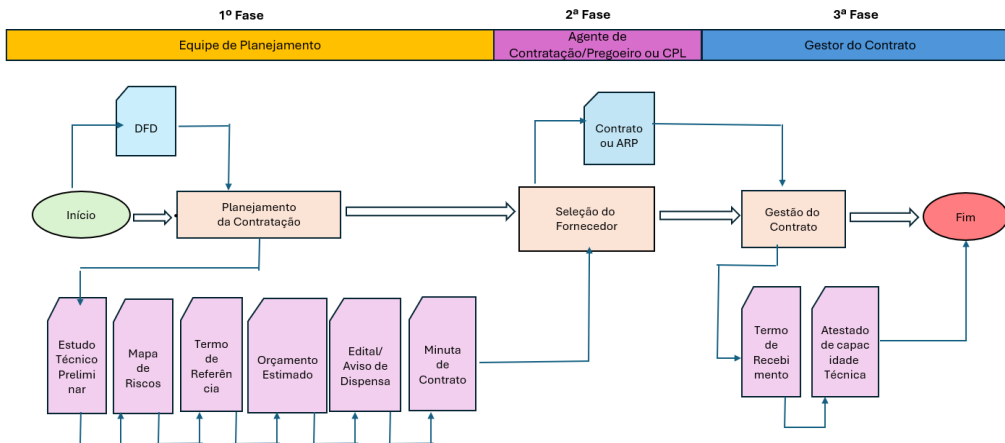 1º Fase
2ª Fase
3ª Fase
Equipe de Planejamento
Agente de
Contratação/Pregoeiro ou CPL
Gestor do Contrato
DFD
Contrato
ou ARP
Início
Planejamento
da Contratação
Seleção do
Fornecedor
Gestão do
Contrato
Fim
Estudo
Técnico
Prelimi
nar
Mapa
de
Riscos
Termo
de
Referên
cia
Orçamento
Estimado
Edital/
Aviso de
Dispensa
Minuta
de
Contrato
Termo
de
Recebi
mento
Atestado
de capac
idade
Técnica